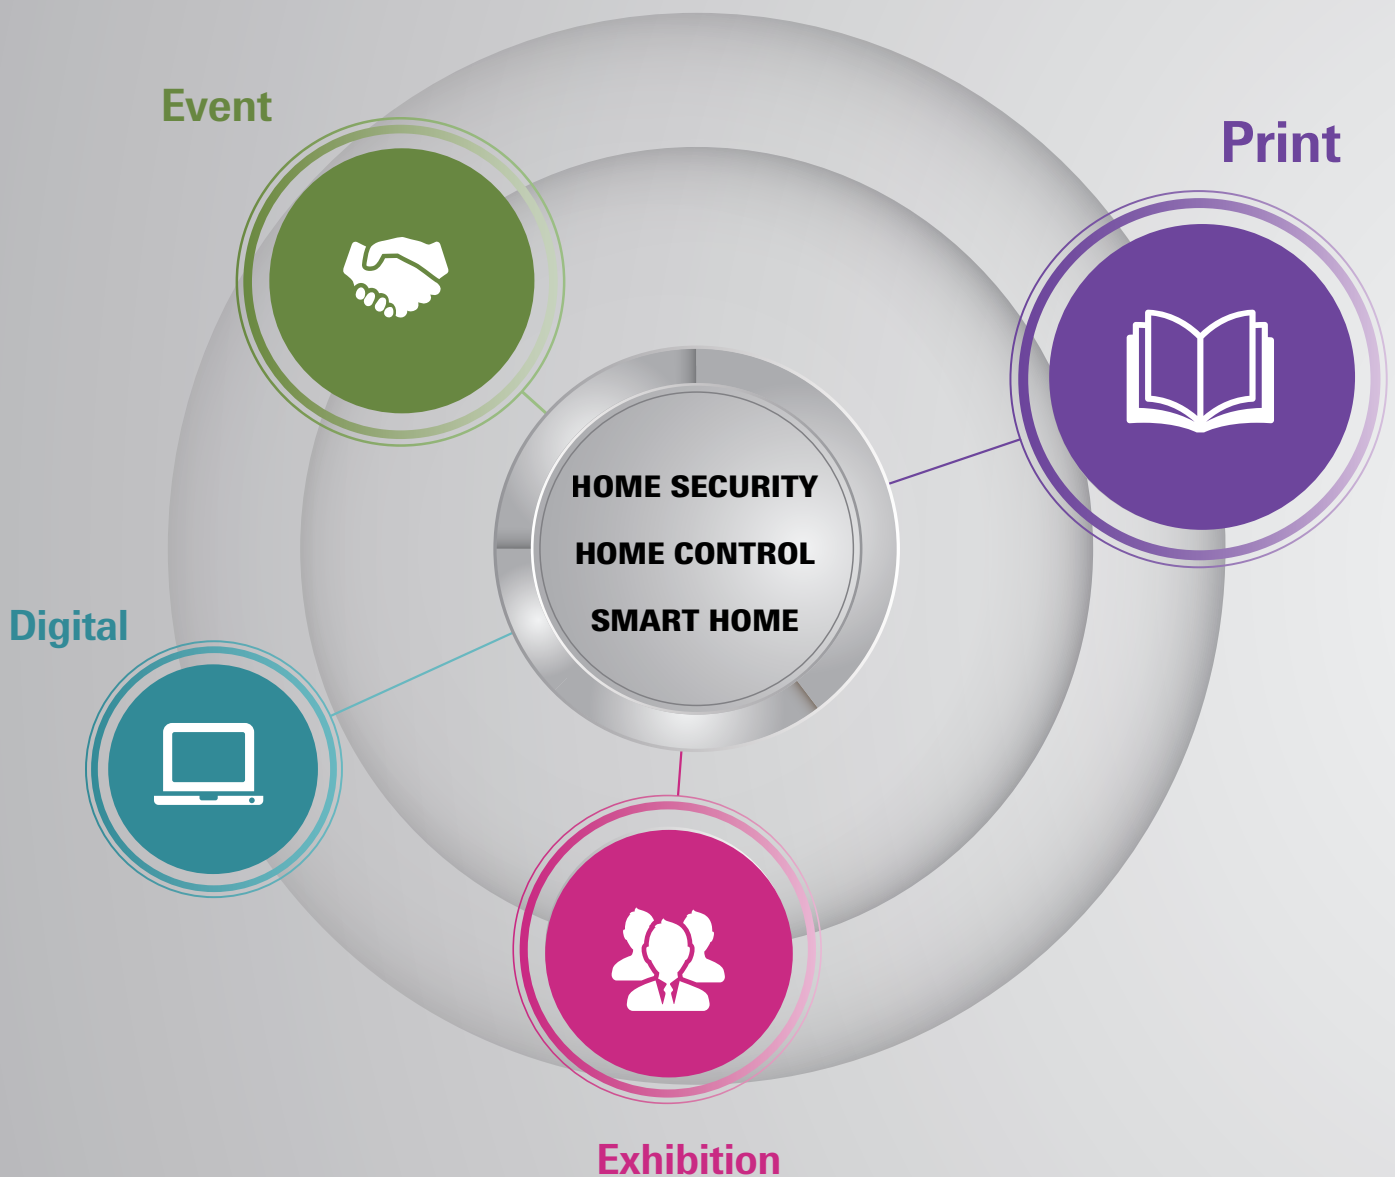 Event
Print
HOME SECURITY
HOME CONTROL
SMART HOME
Digital
Exhibition